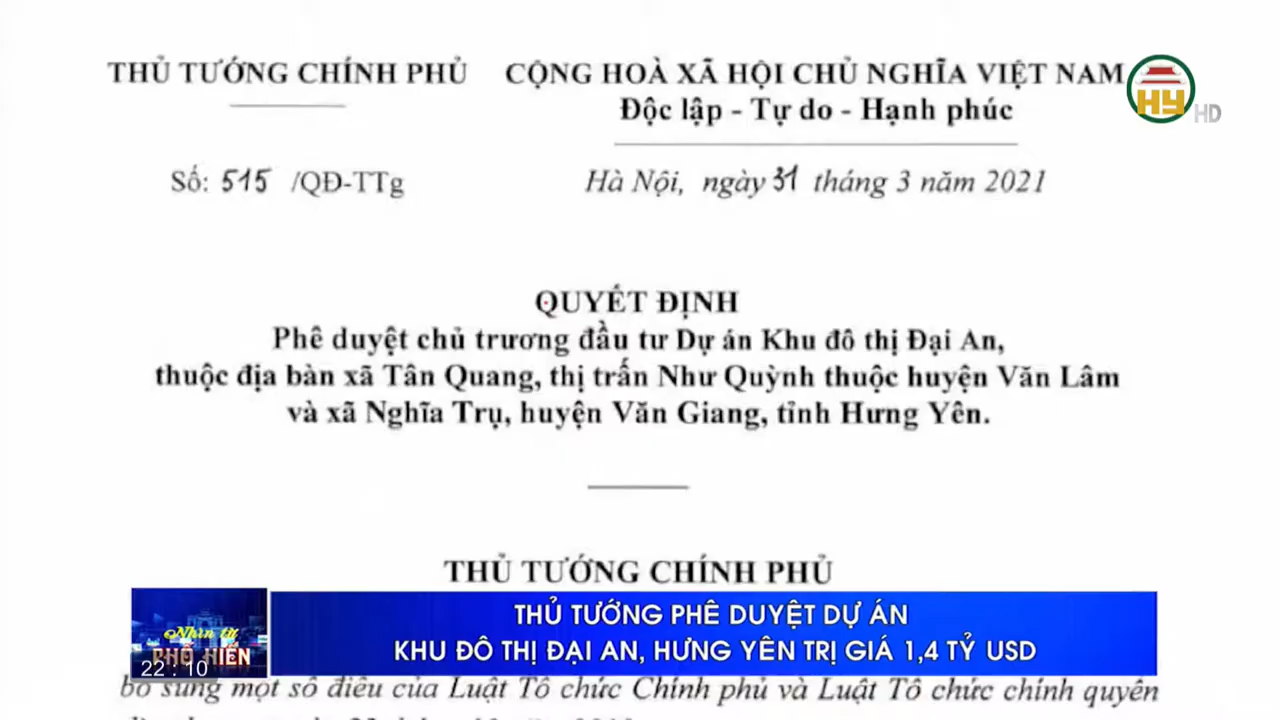 THỦ TƯỚNG CHÍNH PHỦ
CỘNG HOÀ XÃ HỘI CHỦ NGHĨA VIỆT NAM
Độc lập - Tự do - Hạnh phúc
HY HD
Số: 515 /QĐ-TTg
Hà Nội, ngày 31 tháng 3 năm 2021
QUYẾT ĐỊNH
Phê duyệt chủ trương đầu tư Dự án Khu đô thị Đại An,
thuộc địa bàn xã Tân Quang, thị trấn Như Quỳnh thuộc huyện Văn Lâm
và xã Nghĩa Trụ, huyện Văn Giang, tỉnh Hưng Yên.
THỦ TƯỚNG CHÍNH PHỦ
Nhìn từ
PHỐ HIẾN
22 : 10
THỦ TƯỚNG PHÊ DUYỆT DỰ ÁN
KHU ĐÔ THỊ ĐẠI AN, HƯNG YÊN TRỊ GIÁ 1,4 TỶ USD
bổ sung một số điều của Luật Tổ chức Chính phủ và Luật Tổ chức chính quyền